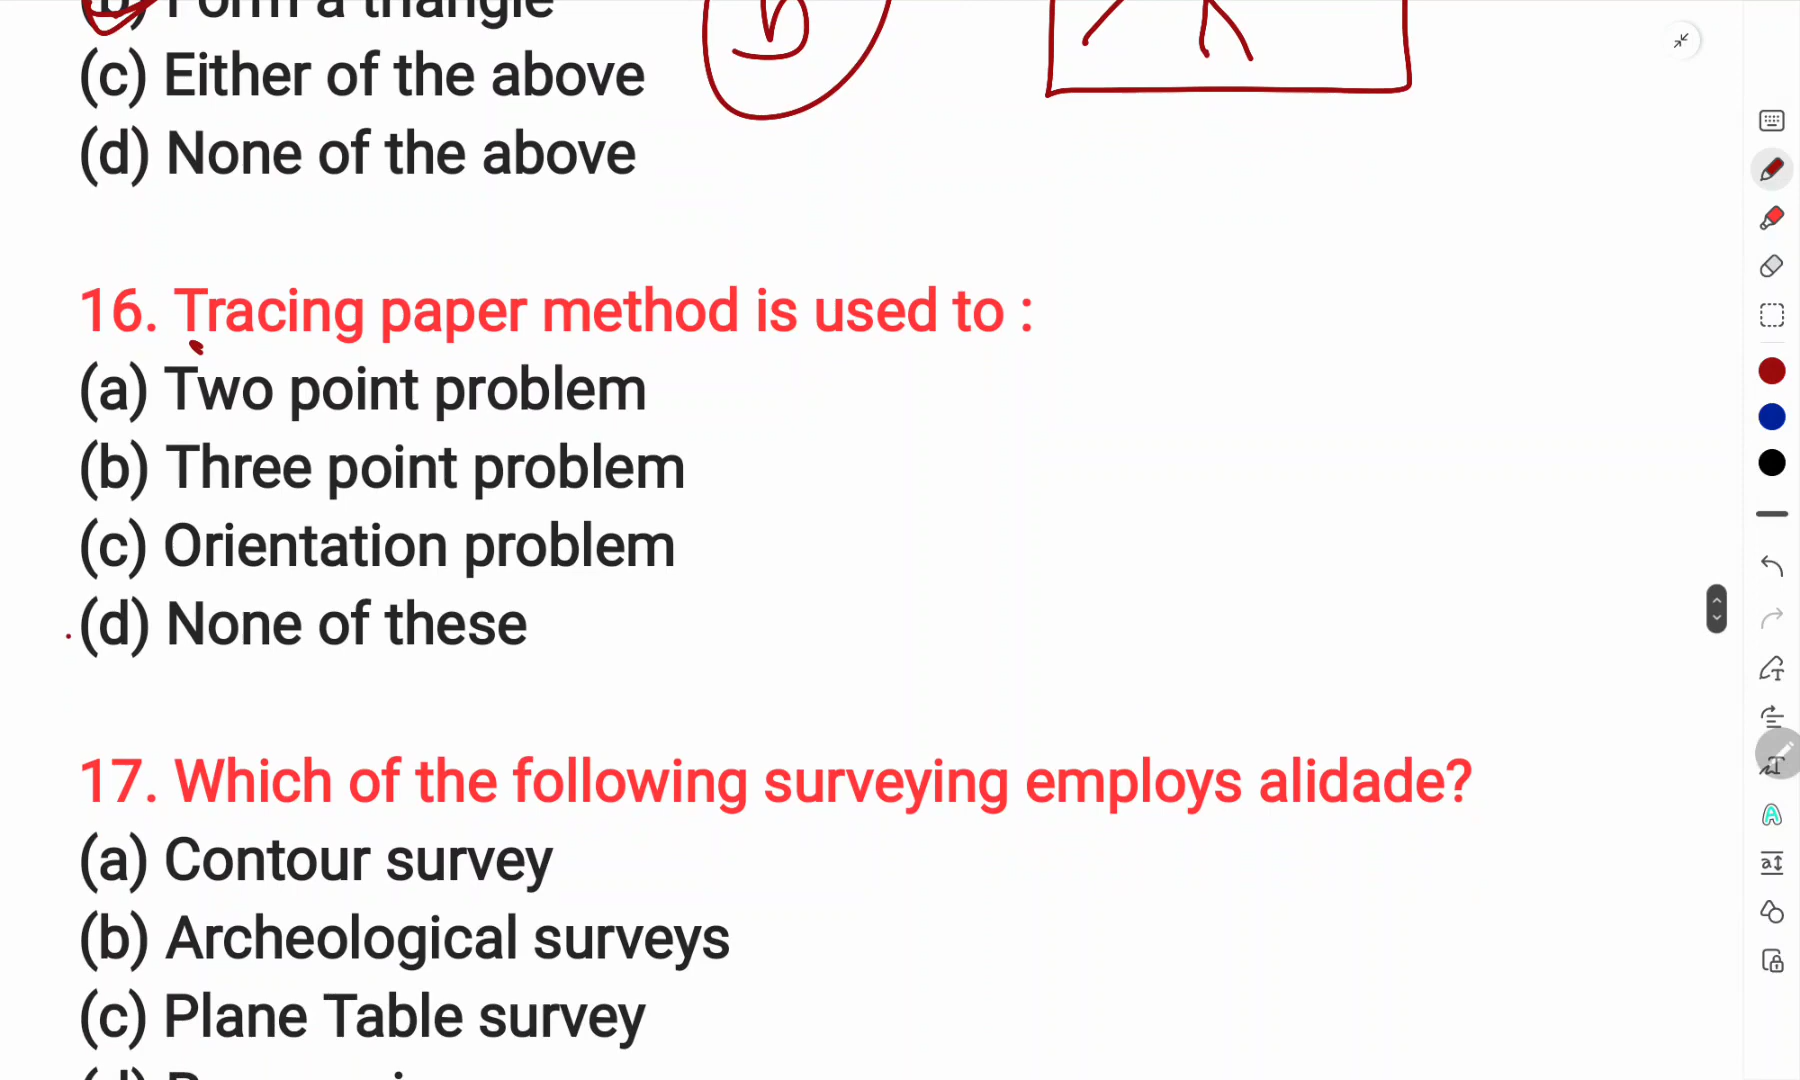 (b) Form a triangle
(c) Either of the above
(d) None of the above
b
16. Tracing paper method is used to :
(a) Two point problem
(b) Three point problem
(c) Orientation problem
(d) None of these
17. Which of the following surveying employs alidade?
(a) Contour survey
(b) Archeological surveys
(c) Plane Table survey